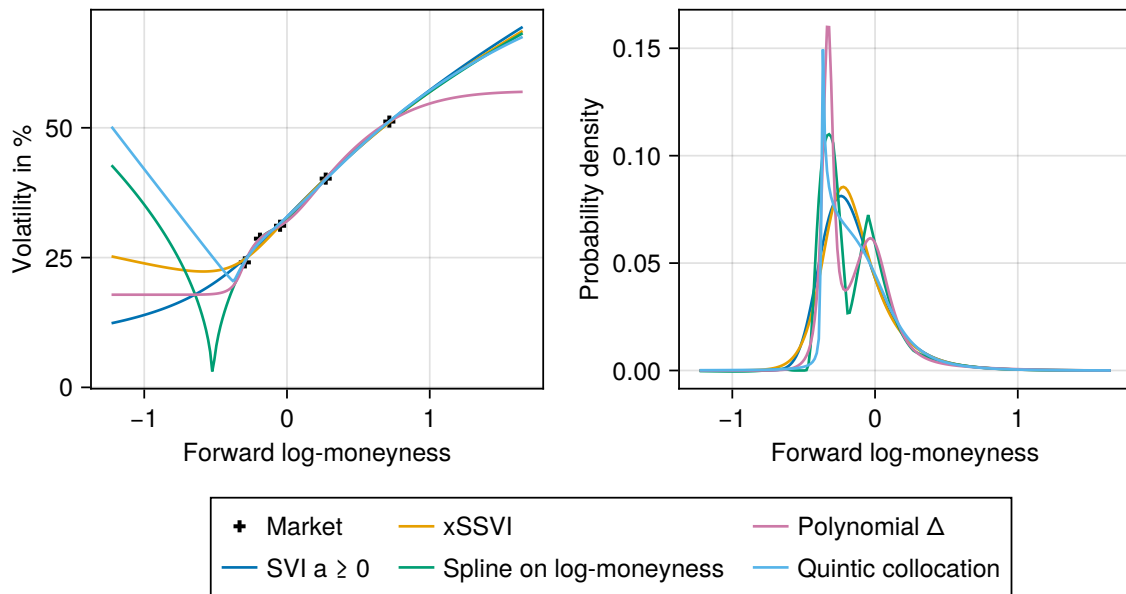 Volatility in %
50
25
0
−1
0
1
Forward log-moneyness
Probability density
0.15
0.10
0.05
0.00
−1
0
1
Forward log-moneyness
Market
xSSVI
Polynomial Δ
SVI a ≥ 0
Spline on log-moneyness
Quintic collocation